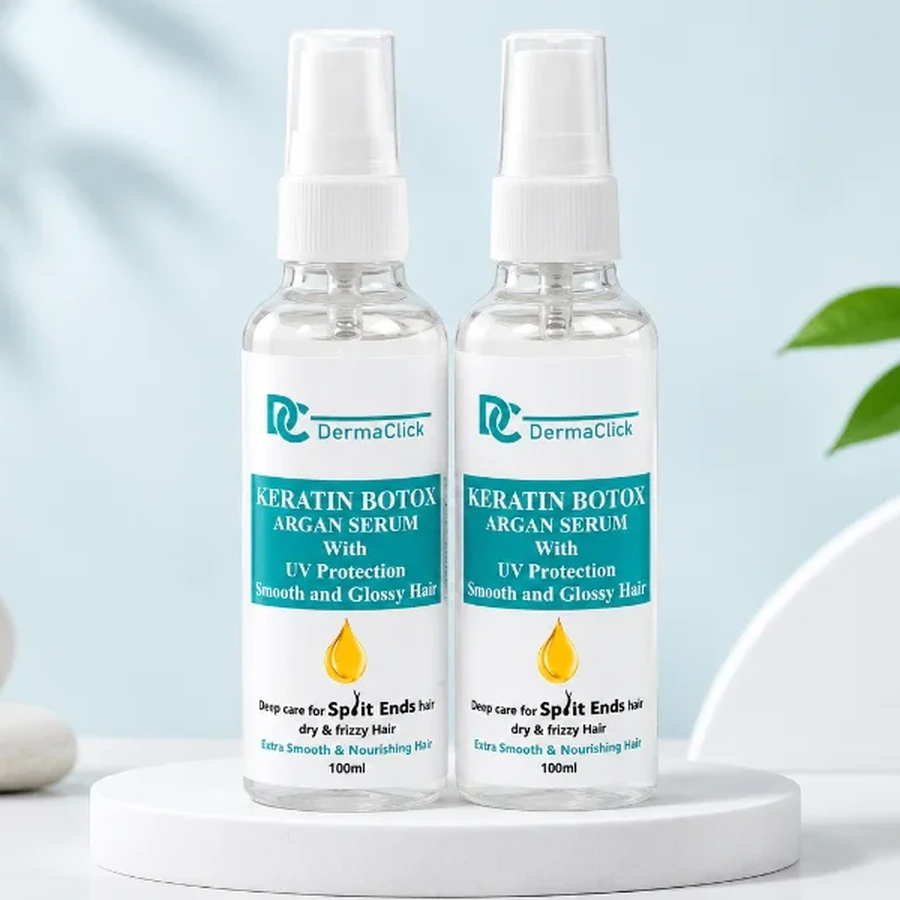 DC DermaClick
KERATIN BOTOX
ARGAN SERUM
With
UV Protection
Smooth and Glossy Hair
Deep care for Split Ends hair
dry & frizzy Hair
Extra Smooth & Nourishing Hair
100ml
DC DermaClick
KERATIN BOTOX
ARGAN SERUM
With
UV Protection
Smooth and Glossy Hair
Deep care for Split Ends hair
dry & frizzy Hair
Extra Smooth & Nourishing Hair
100ml